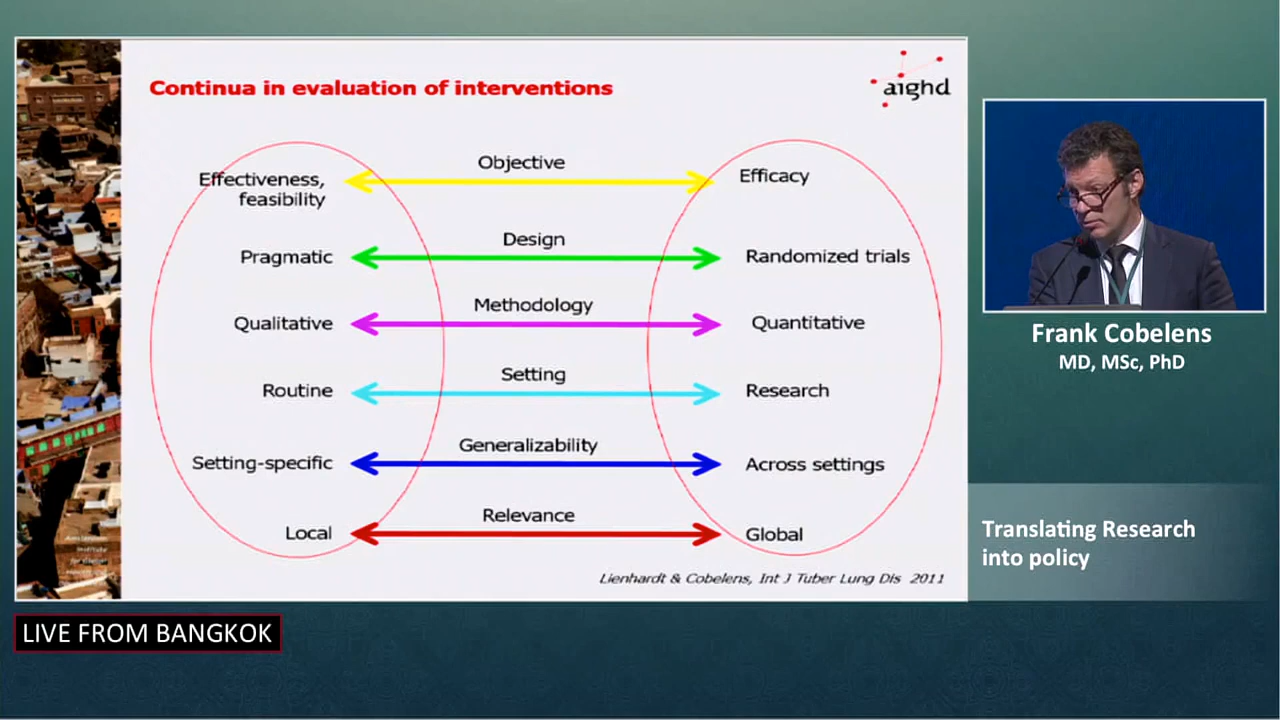 Continua in evaluation of interventions
aighd
Objective
Effectiveness,
feasibility
Efficacy
Design
Pragmatic
Randomized trials
Methodology
Qualitative
Quantitative
Setting
Routine
Research
Generalizability
Setting-specific
Across settings
Relevance
Local
Global
Lienhardt & Cobelens, Int J Tuber Lung Dis 2011
Frank Cobelens
MD, MSc, PhD
Translating Research
into policy
LIVE FROM BANGKOK